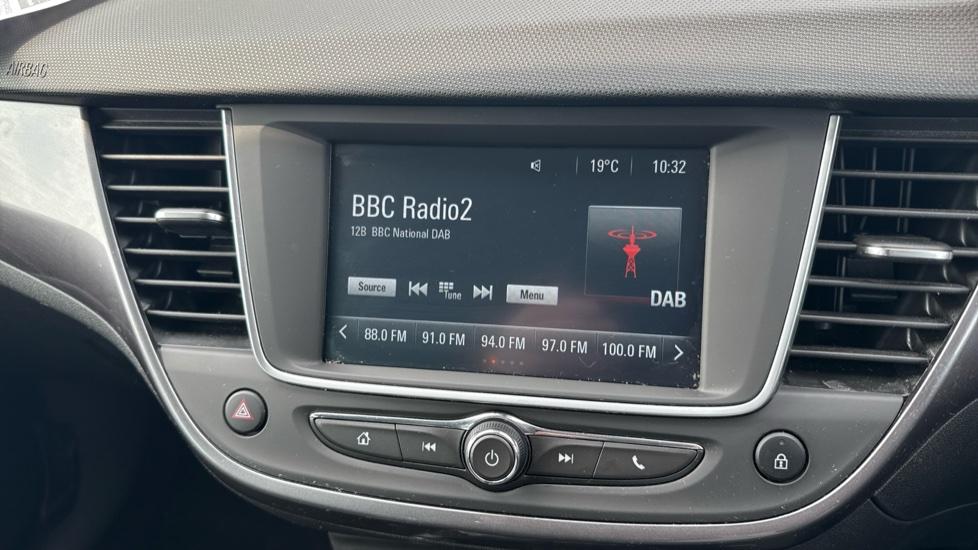 AIRBAG
19°C 10:32
BBC Radio2
12B BBC National DAB
DAB
Source Tune Menu
88.0 FM 91.0 FM 94.0 FM 97.0 FM 100.0 FM